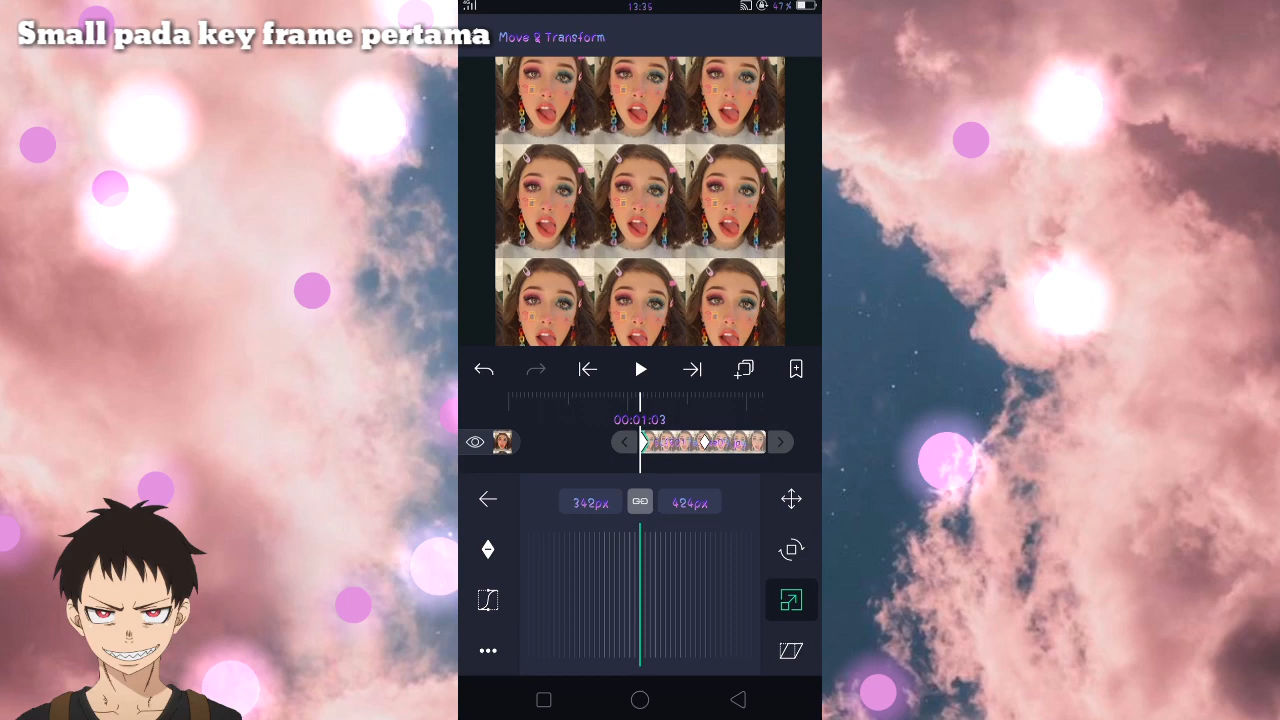 Small pada key frame pertama
13:35
47 %
Move & Transform
00:01:03
342px
424px